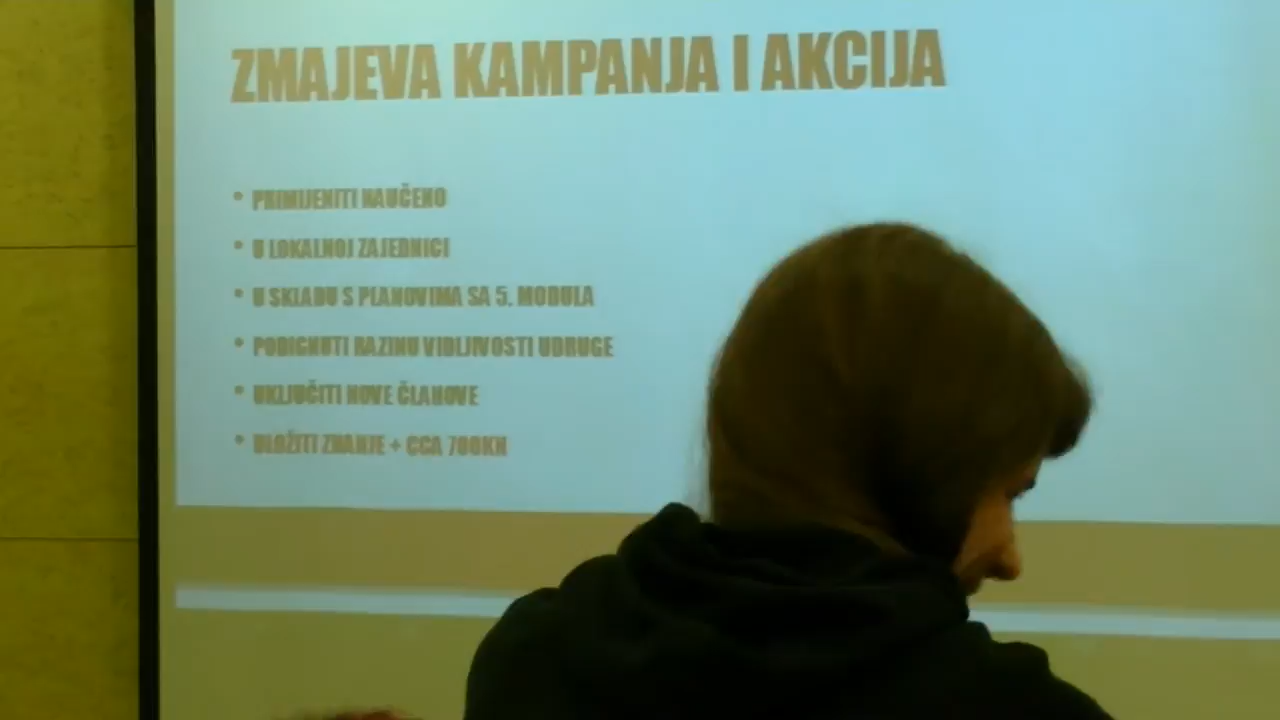 ZMAJEVA KAMPANJA I AKCIJA
• PRIMIJENITI NAUČENO
• U LOKALNOJ ZAJEDNICI
• U SKLADU S PLANOVIMA SA 5. MODULA
• PODIGNUTI RAZINU VIDLJIVOSTI UDRUGE
• UKLJUČITI NOVE ČLANOVE
• ULOŽITI ZNANJE + CCA 700KN